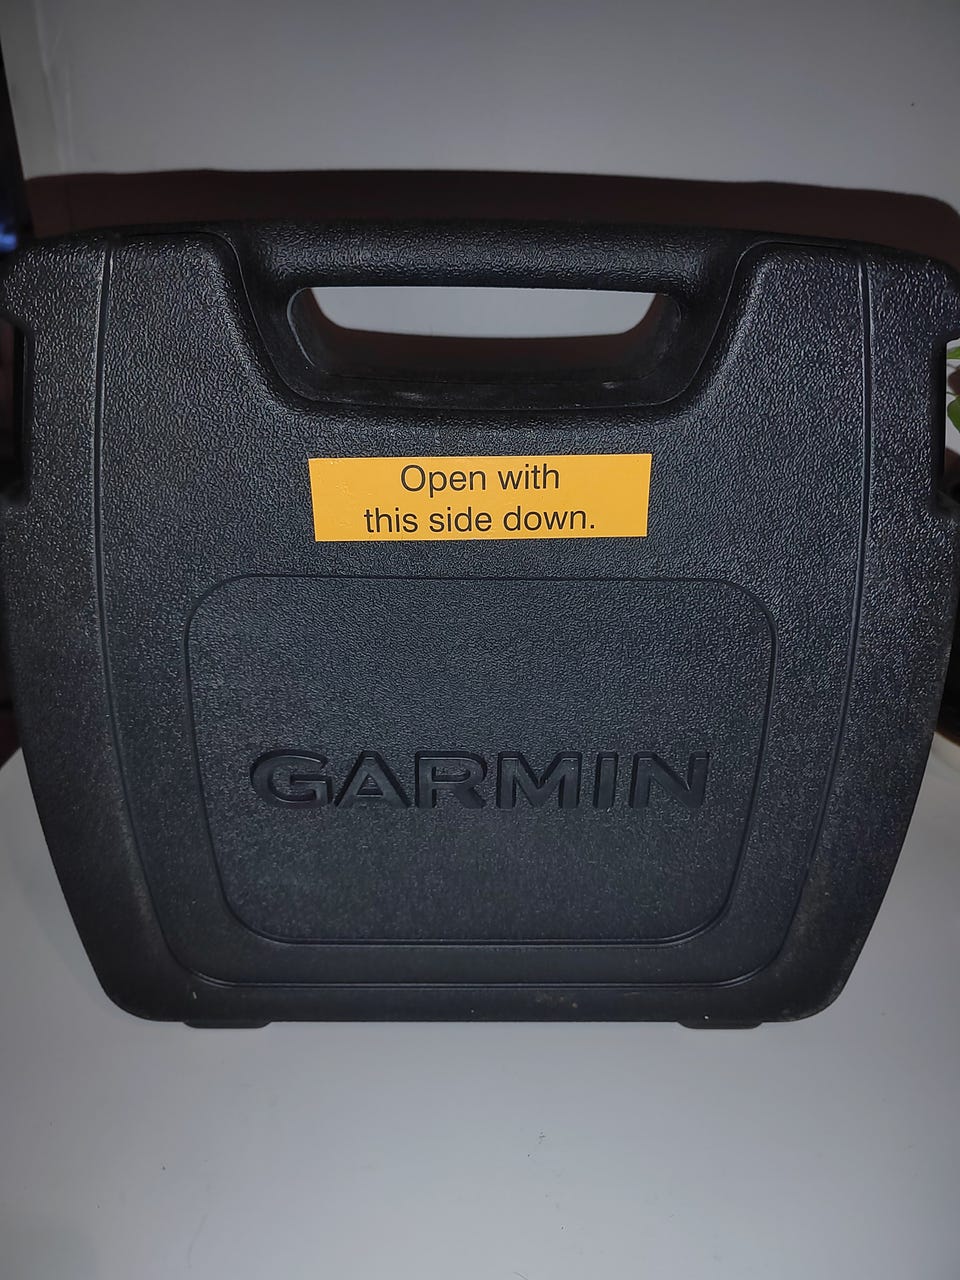 Open with
this side down.
GARMIN